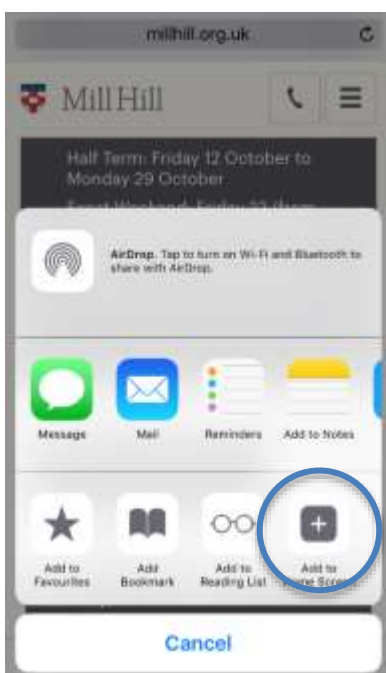 millhill.org.uk
Mill Hill
Half Term: Friday 12 October to
Monday 29 October
AirDrop. Tap to turn on Wi-Fi and Bluetooth to
share with AirDrop.
Message
Mail
Reminders
Add to Notes
Add to
Favourites
Add
Bookmark
Add to
Reading List
Add to
Home Screen
Cancel